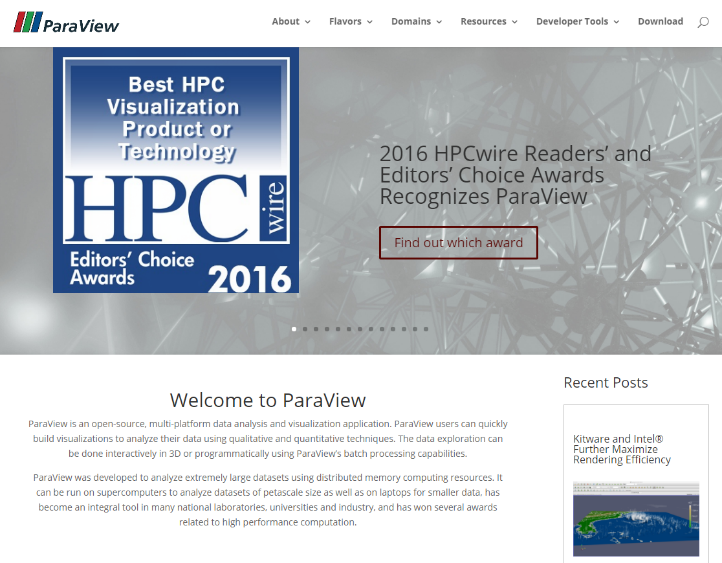 ParaView
About Flavors Domains Resources Developer Tools Download
Best HPC
Visualization
Product or
Technology
HPC
wire
Editors' Choice
Awards
2016
2016 HPCwire Readers' and
Editors' Choice Awards
Recognizes ParaView
Find out which award
Welcome to ParaView
ParaView is an open-source, multi-platform data analysis and visualization application. ParaView users can quickly
build visualizations to analyze their data using qualitative and quantitative techniques. The data exploration can
be done interactively in 3D or programmatically using ParaView's batch processing capabilities.
ParaView was developed to analyze extremely large datasets using distributed memory computing resources. It
can be run on supercomputers to analyze datasets of petascale size as well as on laptops for smaller data, has
become an integral tool in many national laboratories, universities and industry, and has won several awards
related to high performance computation.
Recent Posts
Kitware and Intel®
Further Maximize
Rendering Efficiency